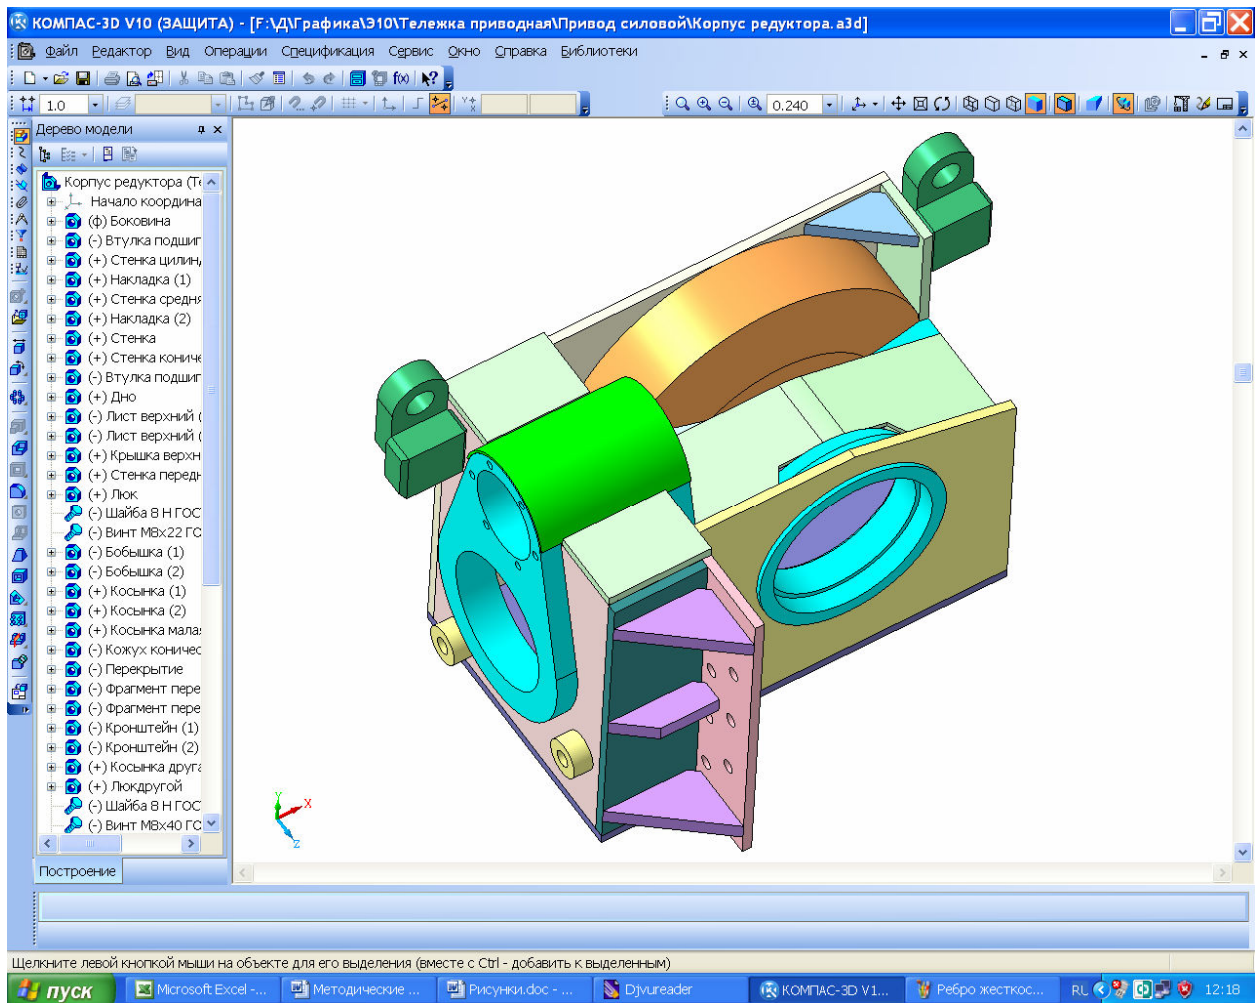 КОМПАС-3D V10 (ЗАЩИТА) - [F:\Д\Графика\Э10\Тележка приводная\Привод силовой\Корпус редуктора.a3d]
Файл Редактор Вид Операции Спецификация Сервис Окно Справка Библиотеки
f(x)
1.0
0.240
Дерево модели
Корпус редуктора (Те
Начало координа
(ф) Боковина
(-) Втулка подшиг
(+) Стенка цилин
(+) Накладка (1)
(+) Стенка средня
(+) Накладка (2)
(+) Стенка
(+) Стенка кониче
(-) Втулка подшиг
(+) Дно
(-) Лист верхний (
(-) Лист верхний (
(+) Крышка верхн
(+) Стенка передн
(+) Люк
(-) Шайба 8 Н ГОС
(-) Винт М8х22 ГС
(-) Бобышка (1)
(-) Бобышка (2)
(+) Косынка (1)
(+) Косынка (2)
(+) Косынка мала
(-) Кожух коничес
(-) Перекрытие
(-) Фрагмент пере
(-) Фрагмент пере
(-) Кронштейн (1)
(-) Кронштейн (2)
(+) Косынка друга
(+) Люкдругой
(-) Шайба 8 Н ГОС
(-) Винт М8х40 ГС
Y
X
Z
Построение
Щелкните левой кнопкой мыши на объекте для его выделения (вместе с Ctrl - добавить к выделенным)
пуск Microsoft Excel -... Методические ... Рисунки.doc - ... Djvureader КОМПАС-3D V1... Ребро жесткос... RU 12:18